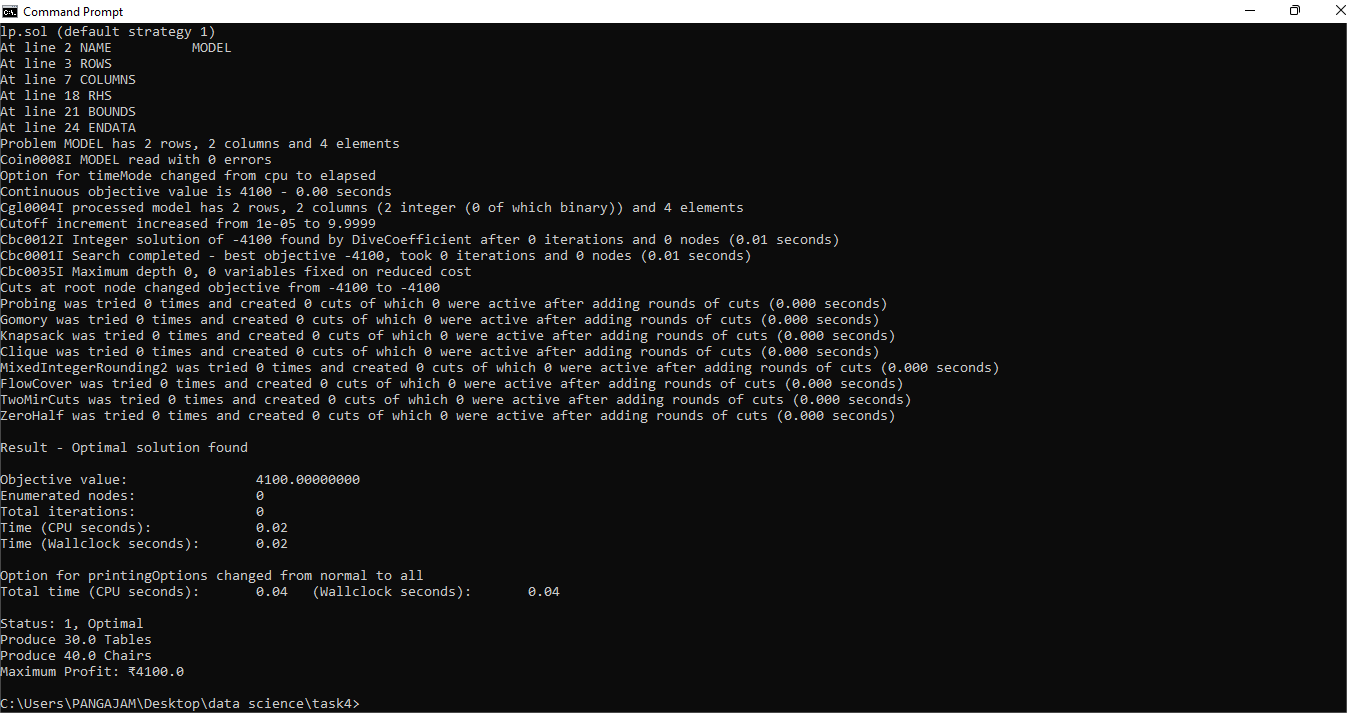 Command Prompt
lp.sol (default strategy 1)
At line 2 NAME          MODEL
At line 3 ROWS
At line 7 COLUMNS
At line 18 RHS
At line 21 BOUNDS
At line 24 ENDATA
Problem MODEL has 2 rows, 2 columns and 4 elements
Coin0008I MODEL read with 0 errors
Option for timeMode changed from cpu to elapsed
Continuous objective value is 4100 - 0.00 seconds
Cgl0004I processed model has 2 rows, 2 columns (2 integer (0 of which binary)) and 4 elements
Cutoff increment increased from 1e-05 to 9.9999
Cbc0012I Integer solution of -4100 found by DiveCoefficient after 0 iterations and 0 nodes (0.01 seconds)
Cbc0001I Search completed - best objective -4100, took 0 iterations and 0 nodes (0.01 seconds)
Cbc0035I Maximum depth 0, 0 variables fixed on reduced cost
Cuts at root node changed objective from -4100 to -4100
Probing was tried 0 times and created 0 cuts of which 0 were active after adding rounds of cuts (0.000 seconds)
Gomory was tried 0 times and created 0 cuts of which 0 were active after adding rounds of cuts (0.000 seconds)
Knapsack was tried 0 times and created 0 cuts of which 0 were active after adding rounds of cuts (0.000 seconds)
Clique was tried 0 times and created 0 cuts of which 0 were active after adding rounds of cuts (0.000 seconds)
MixedIntegerRounding2 was tried 0 times and created 0 cuts of which 0 were active after adding rounds of cuts (0.000 seconds)
FlowCover was tried 0 times and created 0 cuts of which 0 were active after adding rounds of cuts (0.000 seconds)
TwoMirCuts was tried 0 times and created 0 cuts of which 0 were active after adding rounds of cuts (0.000 seconds)
ZeroHalf was tried 0 times and created 0 cuts of which 0 were active after adding rounds of cuts (0.000 seconds)
Result - Optimal solution found
Objective value:                4100.00000000
Enumerated nodes:               0
Total iterations:               0
Time (CPU seconds):             0.02
Time (Wallclock seconds):       0.02
Option for printingOptions changed from normal to all
Total time (CPU seconds):       0.04   (Wallclock seconds):       0.04
Status: 1, Optimal
Produce 30.0 Tables
Produce 40.0 Chairs
Maximum Profit: ₹4100.0
C:\Users\PANGAJAM\Desktop\data science\task4>